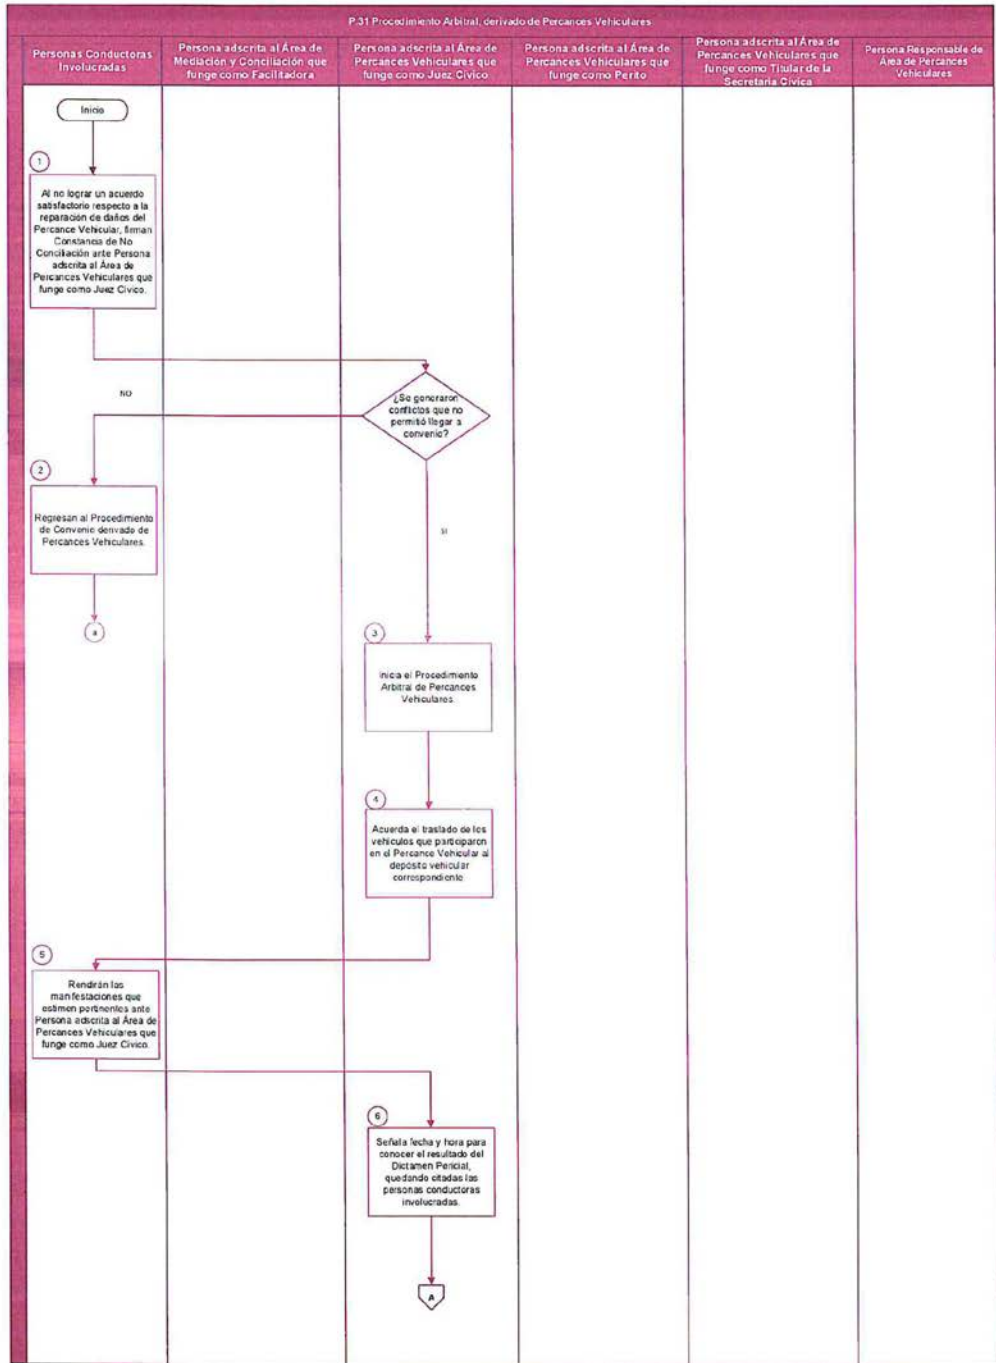 P.31 Procedimiento Arbitral, derivado de Percances Vehiculares
Personas Conductoras
Involucradas
Persona adscrita al Área de
Mediación y Conciliación que
funge como Facilitadora
Persona adscrita al Área de
Percances Vehiculares que
funge como Juez Cívico
Persona adscrita al Área de
Percances Vehiculares que
funge como Perito
Persona adscrita al Área de
Percances Vehiculares que
funge como Titular de la
Secretaría Cívica
Persona Responsable de
Área de Percances
Vehiculares
Inicio
1
Al no lograr un acuerdo
satisfactorio respecto a la
reparación de daños del
Percance Vehicular, firman
Constancia de No
Conciliación ante Persona
adscrita al Área de
Percances Vehiculares que
funge como Juez Cívico.
¿Se generaron
conflictos que no
permitió llegar a
convenio?
NO
2
Regresan al Procedimiento
de Convenio derivado de
Percances Vehiculares.
SI
a
3
Inicia el Procedimiento
Arbitral de Percances
Vehiculares.
4
Acuerda el traslado de los
vehículos que participaron
en el Percance Vehicular al
depósito vehicular
correspondiente
5
Rendirán las
manifestaciones que
estimen pertinentes ante
Persona adscrita al Área de
Percances Vehiculares que
funge como Juez Cívico.
6
Señala fecha y hora para
conocer el resultado del
Dictamen Pericial,
quedando citadas las
personas conductoras
involucradas.
A